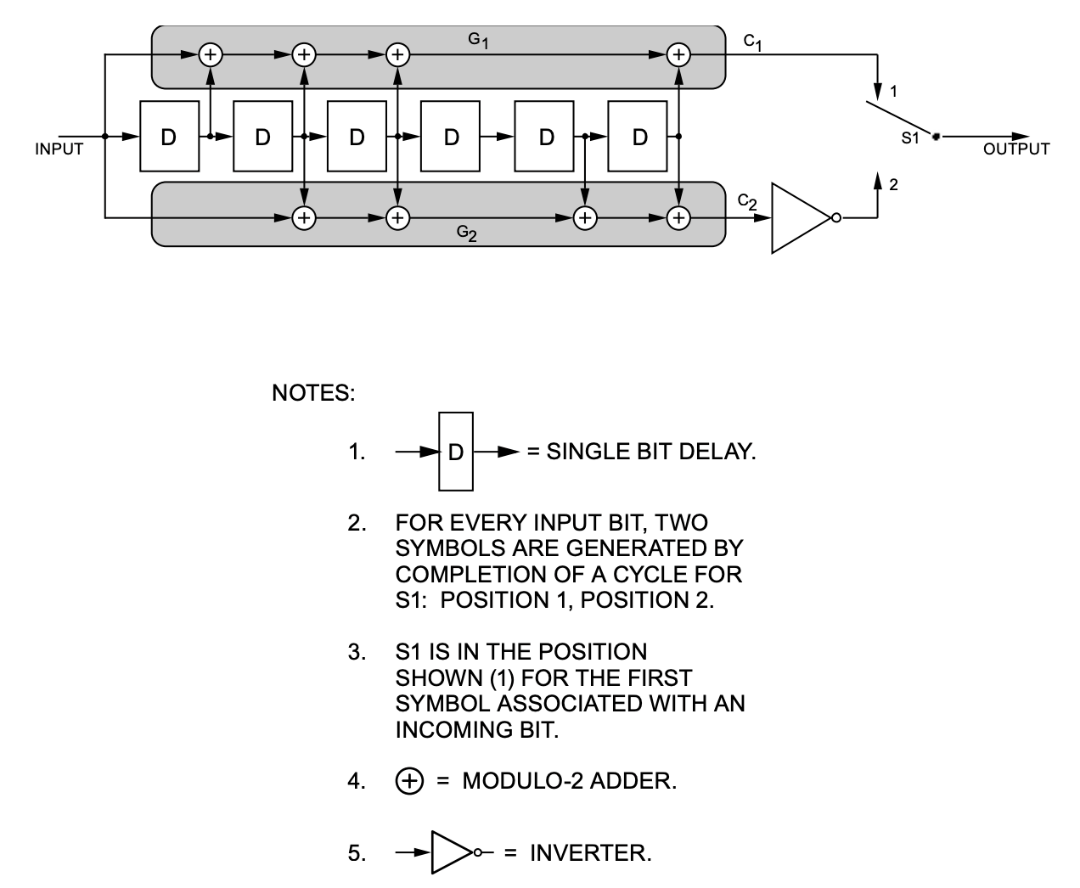 G1
C1
1
INPUT
D
D
D
D
D
D
S1
OUTPUT
2
C2
G2
NOTES:
1. D = SINGLE BIT DELAY.
2. FOR EVERY INPUT BIT, TWO
SYMBOLS ARE GENERATED BY
COMPLETION OF A CYCLE FOR
S1: POSITION 1, POSITION 2.
3. S1 IS IN THE POSITION
SHOWN (1) FOR THE FIRST
SYMBOL ASSOCIATED WITH AN
INCOMING BIT.
4. + = MODULO-2 ADDER.
5. = INVERTER.